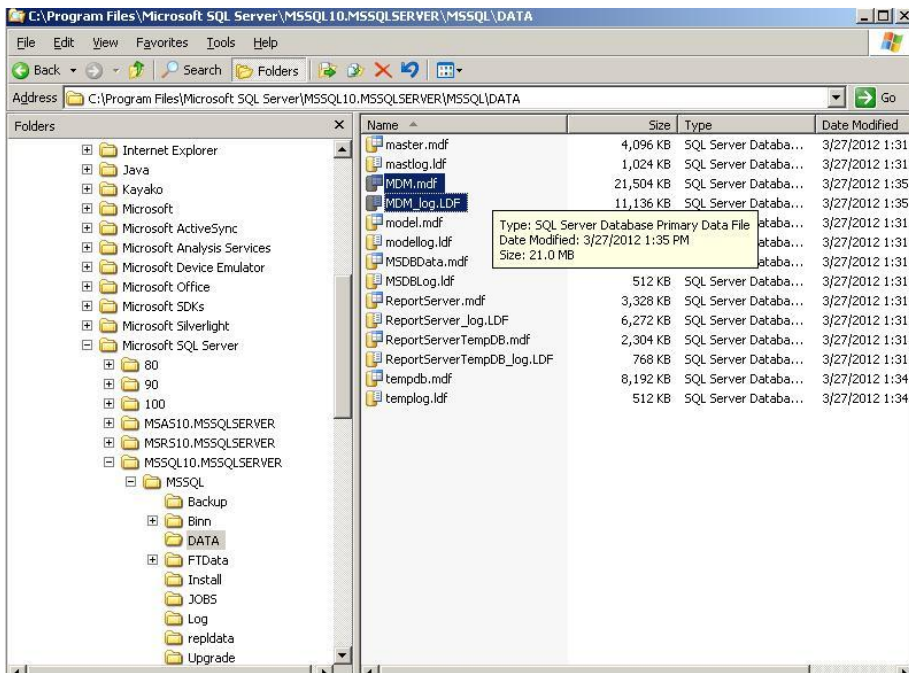 C:\Program Files\Microsoft SQL Server\MSSQL10.MSSQLSERVER\MSSQL\DATA
File Edit View Favorites Tools Help
Back Search Folders
Address C:\Program Files\Microsoft SQL Server\MSSQL10.MSSQLSERVER\MSSQL\DATA Go
Folders
Internet Explorer
Java
Kayako
Microsoft
Microsoft ActiveSync
Microsoft Analysis Services
Microsoft Device Emulator
Microsoft Office
Microsoft SDKs
Microsoft Silverlight
Microsoft SQL Server
80
90
100
MSAS10.MSSQLSERVER
MSRS10.MSSQLSERVER
MSSQL10.MSSQLSERVER
MSSQL
Backup
Binn
DATA
FTData
Install
JOBS
Log
repldata
Upgrade
Name Size Type Date Modified
master.mdf 4,096 KB SQL Server Databa... 3/27/2012 1:31
mastlog.ldf 1,024 KB SQL Server Databa... 3/27/2012 1:31
MDM.mdf 21,504 KB SQL Server Databa... 3/27/2012 1:35
MDM_log.LDF 11,136 KB SQL Server Databa... 3/27/2012 1:35
model.mdf ataba... 3/27/2012 1:31
modellog.ldf ataba... 3/27/2012 1:31
MSDBData.mdf ataba... 3/27/2012 1:31
Type: SQL Server Database Primary Data File
Date Modified: 3/27/2012 1:35 PM
Size: 21.0 MB
MSDBLog.ldf 512 KB SQL Server Databa... 3/27/2012 1:31
ReportServer.mdf 3,328 KB SQL Server Databa... 3/27/2012 1:31
ReportServer_log.LDF 6,272 KB SQL Server Databa... 3/27/2012 1:31
ReportServerTempDB.mdf 2,304 KB SQL Server Databa... 3/27/2012 1:31
ReportServerTempDB_log.LDF 768 KB SQL Server Databa... 3/27/2012 1:31
tempdb.mdf 8,192 KB SQL Server Databa... 3/27/2012 1:34
templog.ldf 512 KB SQL Server Databa... 3/27/2012 1:34